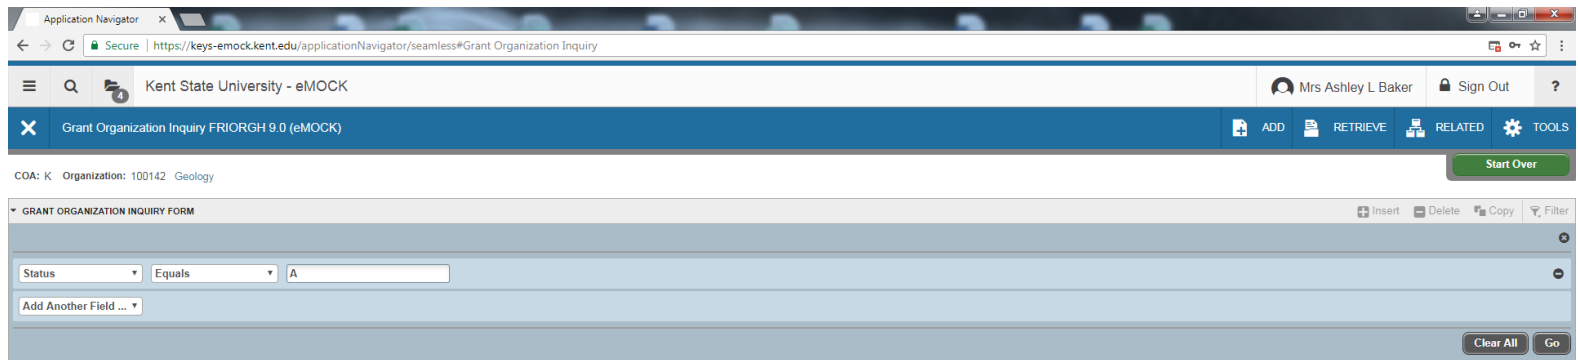 Application Navigator
Secure | https://keys-emock.kent.edu/applicationNavigator/seamless#Grant Organization Inquiry
4 Kent State University - eMOCK Mrs Ashley L Baker Sign Out ?
Grant Organization Inquiry FRIORGH 9.0 (eMOCK) ADD RETRIEVE RELATED TOOLS
Start Over
COA: K Organization: 100142 Geology
GRANT ORGANIZATION INQUIRY FORM Insert Delete Copy Filter
Status Equals A
Add Another Field ...
Clear All Go